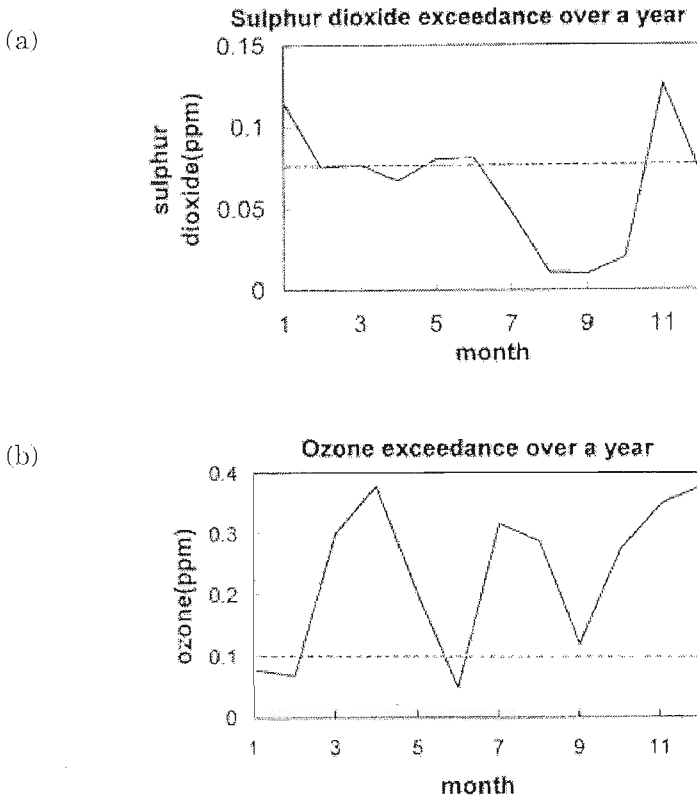 (a)
Sulphur dioxide exceedance over a year
0.15
0.1
0.05
0
sulphur
dioxide(ppm)
1 3 5 7 9 11
month
(b)
Ozone exceedance over a year
0.4
0.3
0.2
0.1
0
ozone(ppm)
1 3 5 7 9 11
month